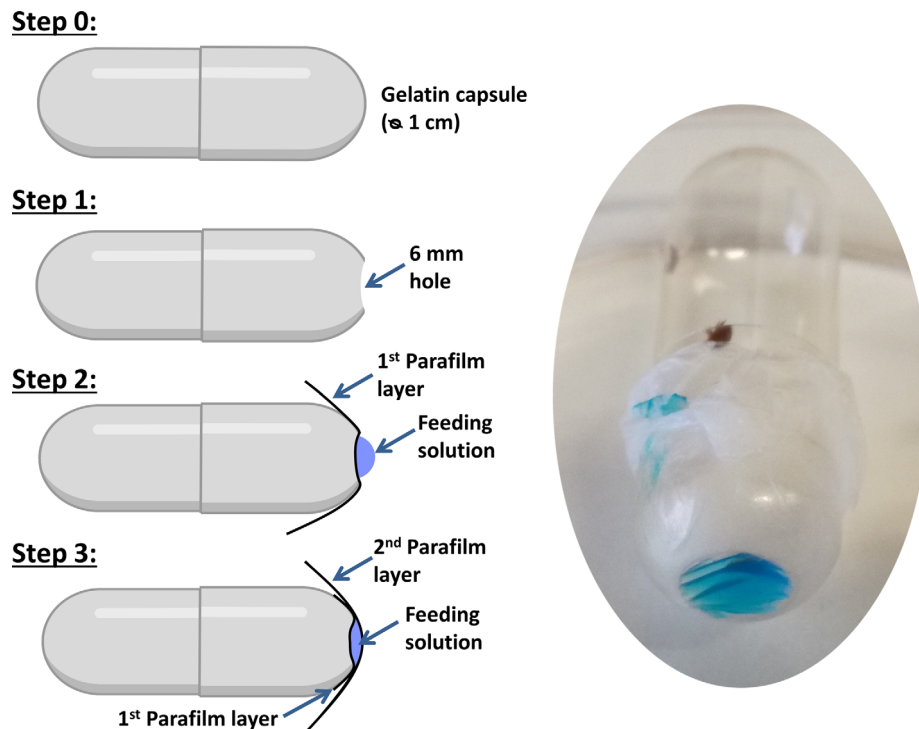 Step 0:
Gelatin capsule
(ⱷ 1 cm)
Step 1:
6 mm
hole
Step 2:
1st Parafilm
layer
Feeding
solution
Step 3:
2nd Parafilm
layer
Feeding
solution
1st Parafilm layer